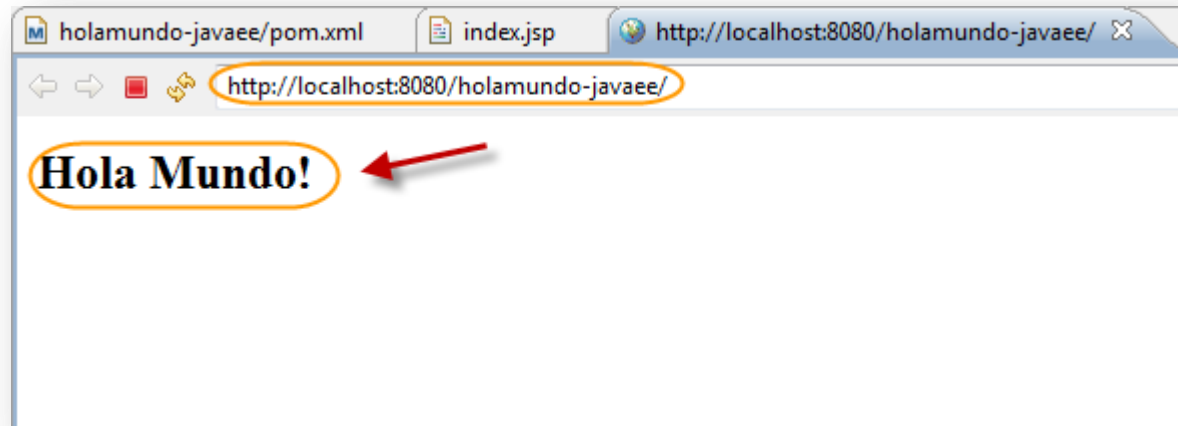 holamundo-javaee/pom.xml index.jsp http://localhost:8080/holamundo-javaee/
http://localhost:8080/holamundo-javaee/
Hola Mundo!